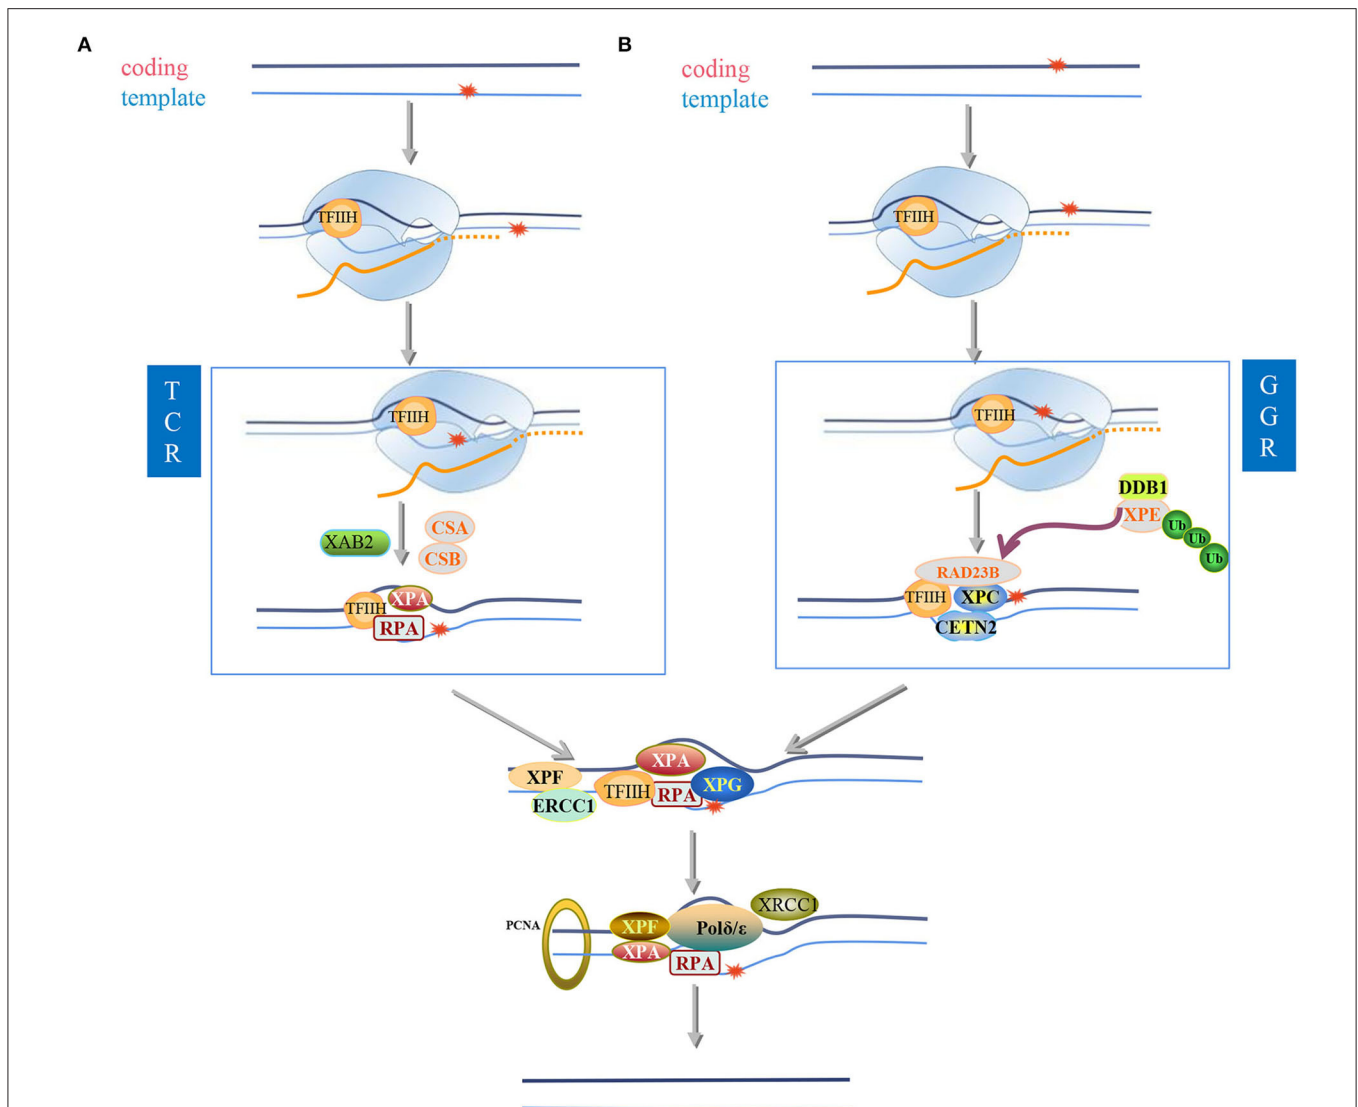 A
coding
template
TFIIH
T
C
R
TFIIH
XAB2
CSA
CSB
TFIIH
XPA
RPA
B
coding
template
TFIIH
G
G
R
TFIIH
DDB1
XPE
Ub
Ub
Ub
RAD23B
TFIIH
XPC
CETN2
XPA
XPF
TFIIH
RPA
XPG
ERCC1
PCNA
XPF
Polδ/ε
XRCC1
XPA
RPA